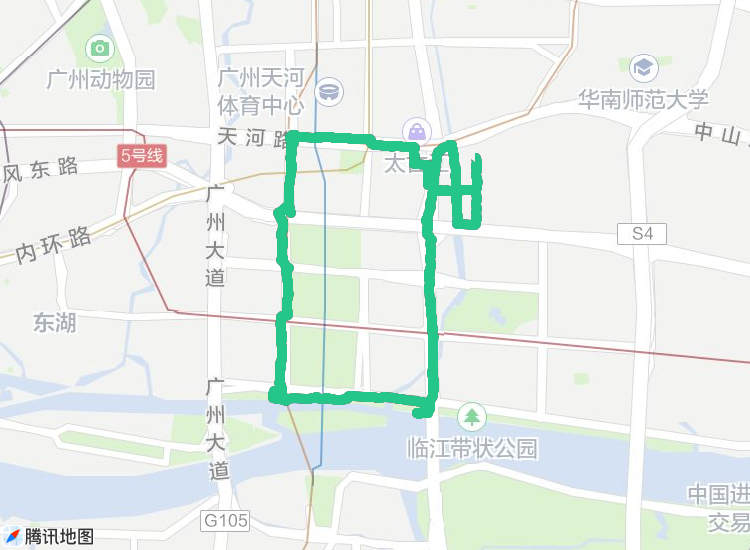 广州动物园
广州天河
体育中心
华南师范大学
天河路
中山
5号线
风东路
太古
广州大道
内环路
S4
东湖
广州大道
临江带状公园
中国进
交易
G105
腾讯地图